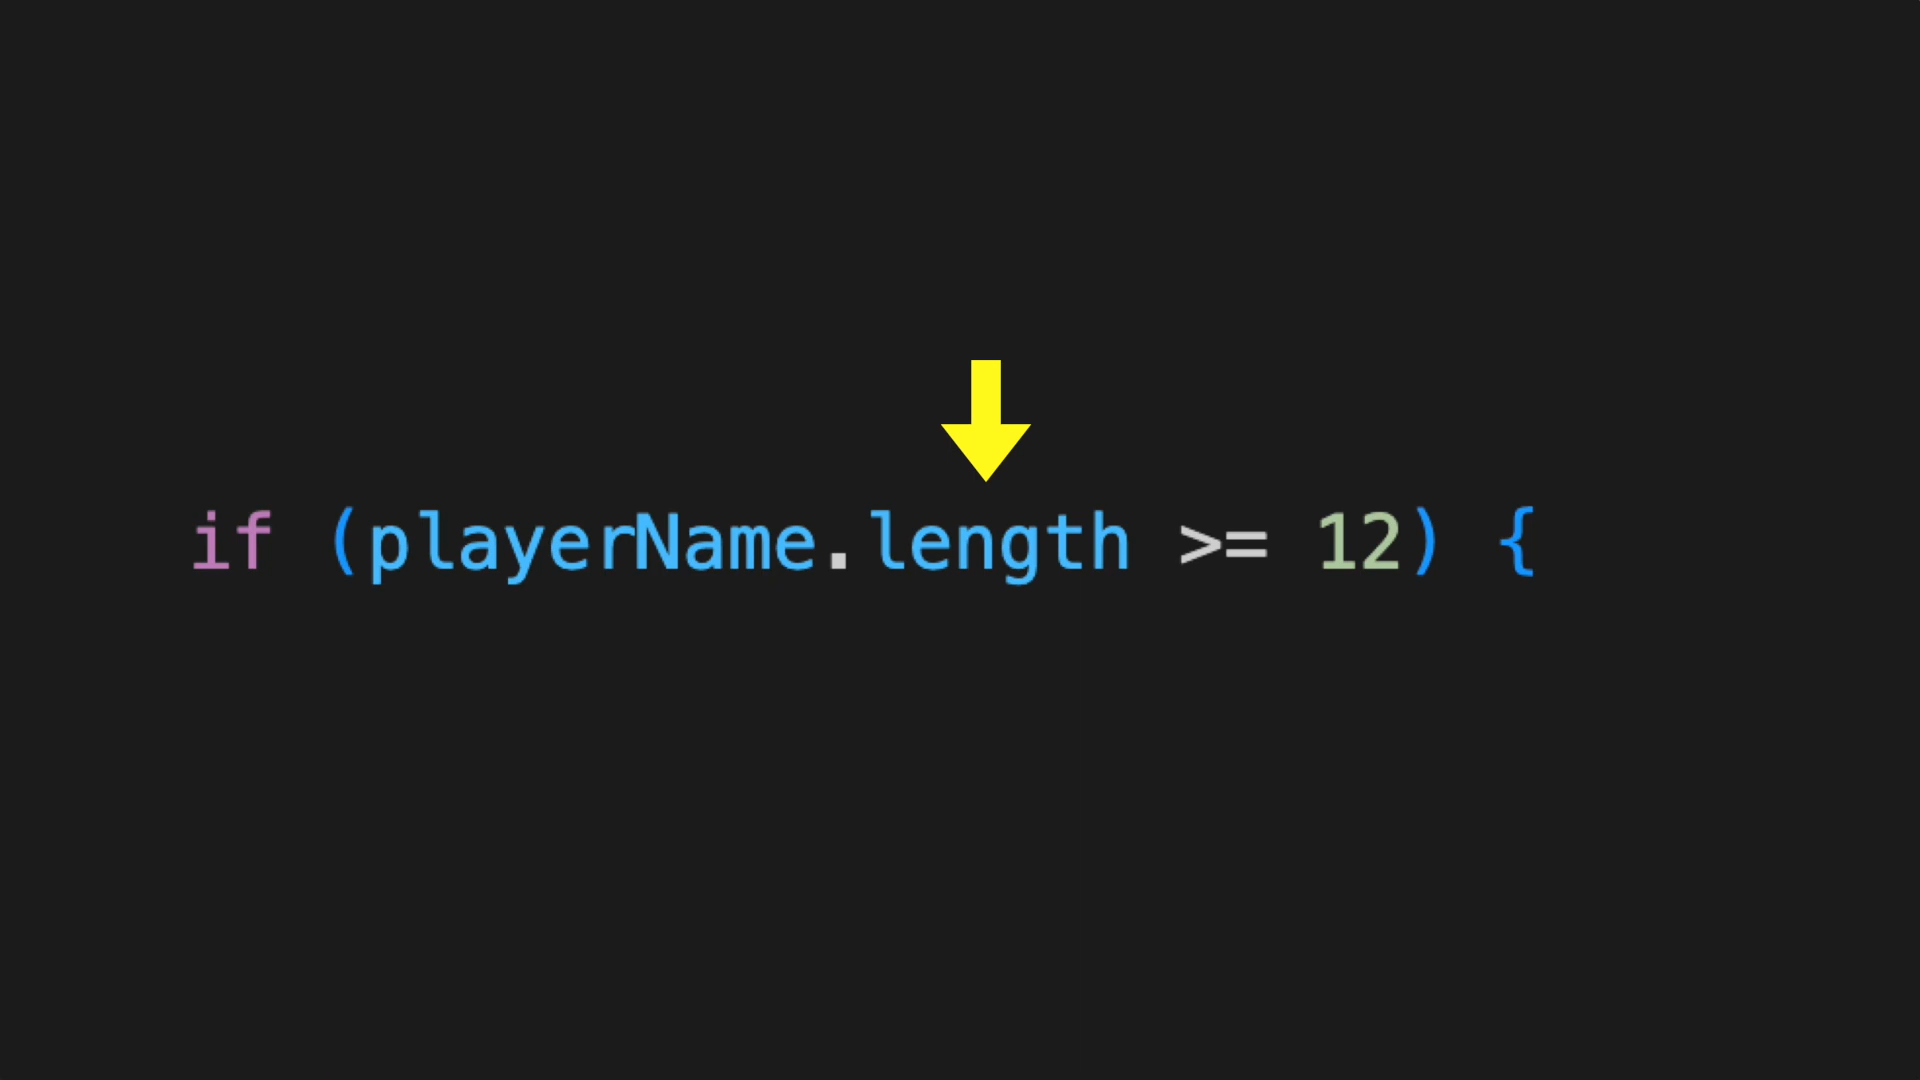 if (playerName.length >= 12) {